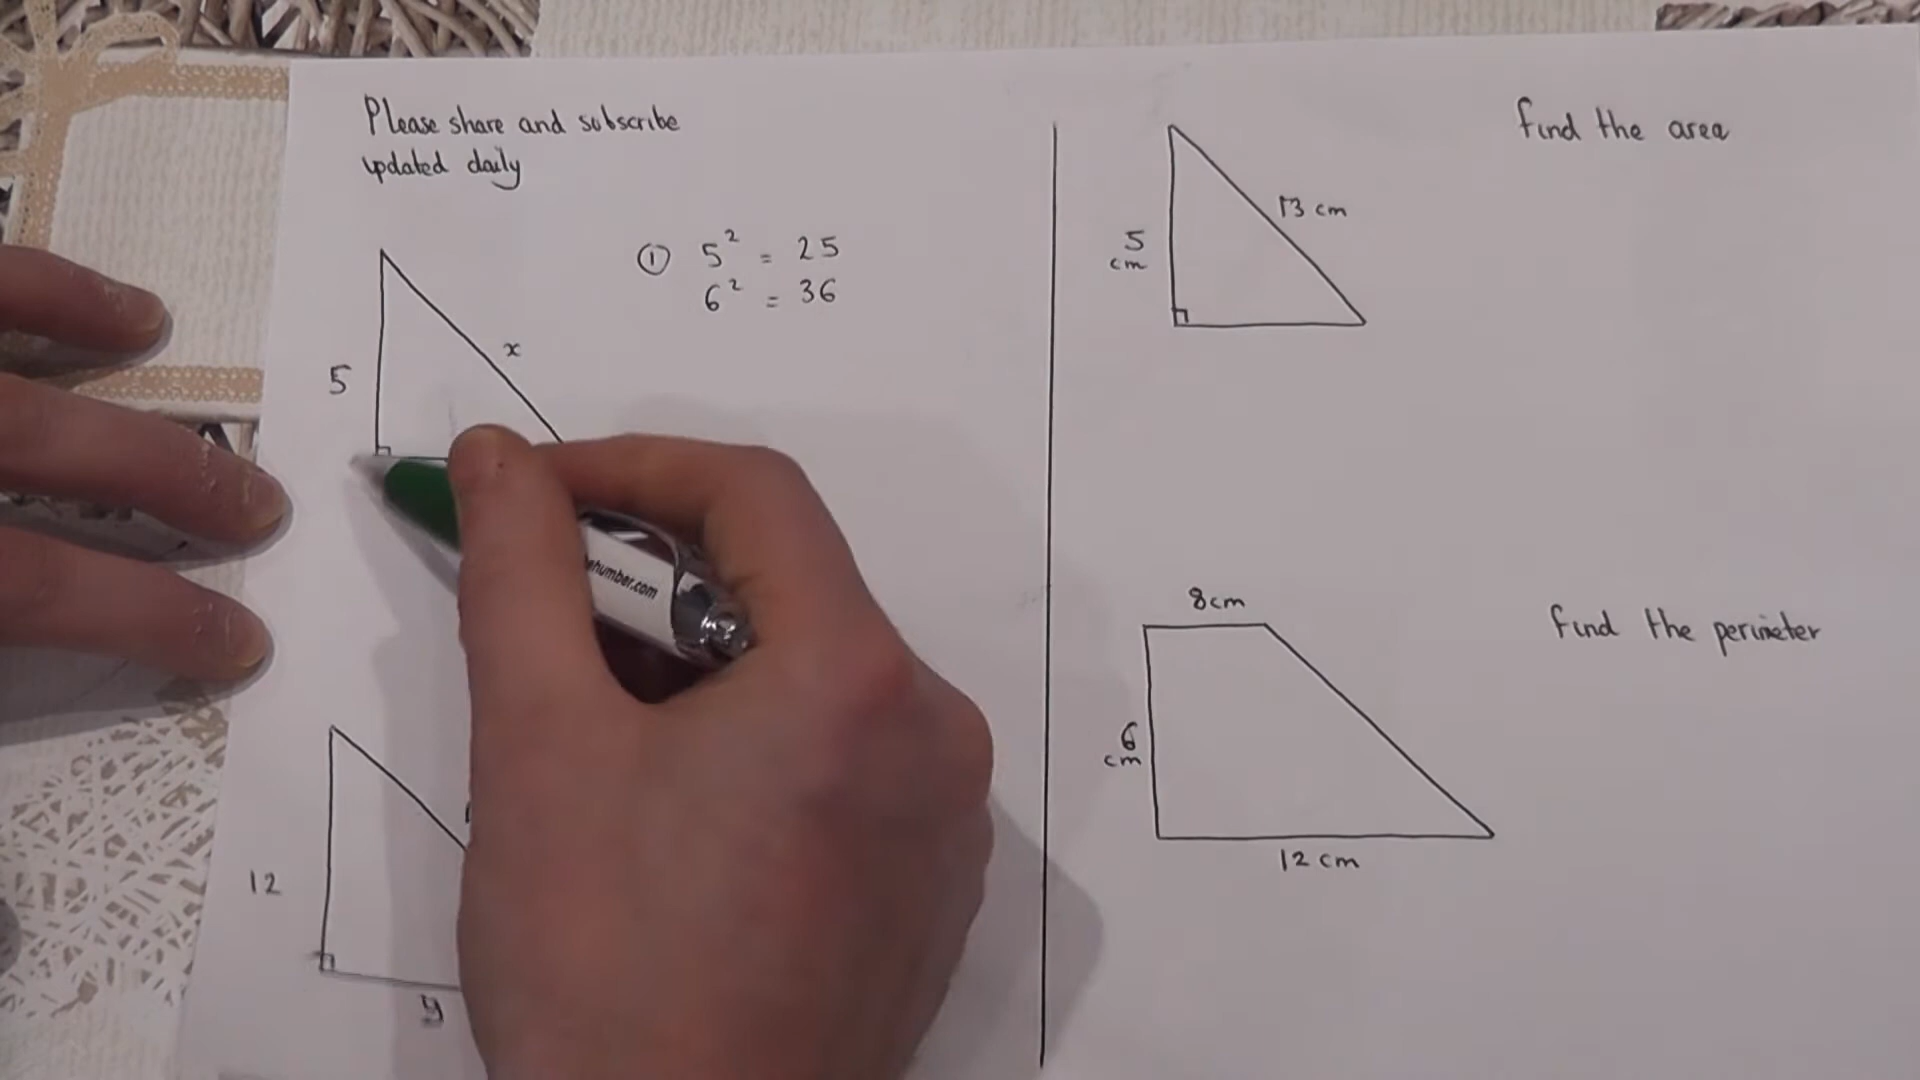 Please share and subscribe
updated daily
① 5² = 25
6² = 36
x
5
12
y
find the area
13 cm
5
cm
8cm
find the perimeter
6
cm
12 cm